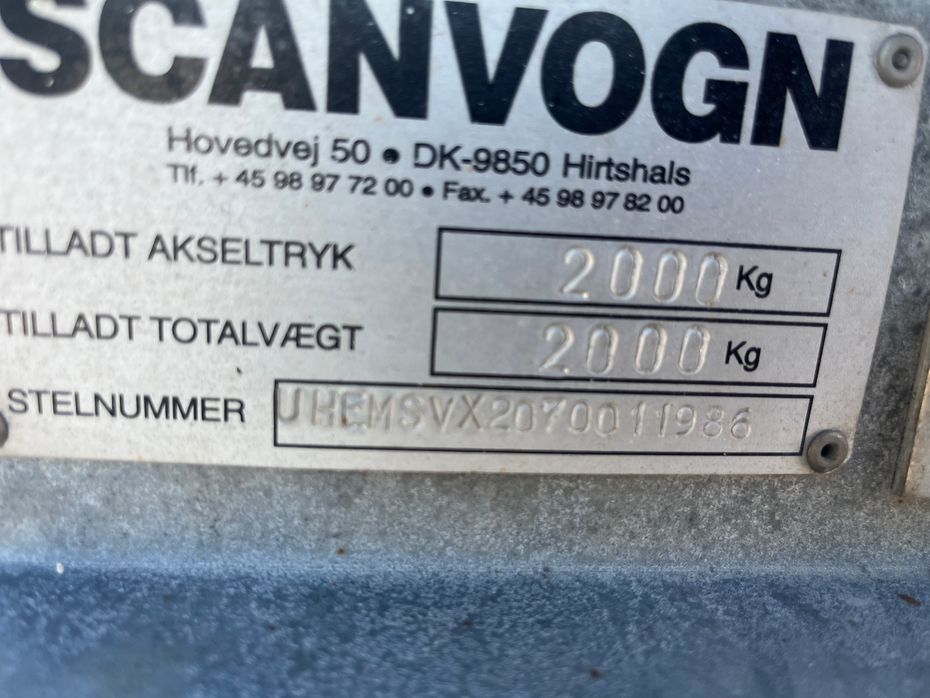 SCANVOGN
Hovedvej 50 • DK-9850 Hirtshals
Tlf. + 45 98 97 72 00 • Fax. + 45 98 97 82 00
TILLADT AKSELTRYK 2000 Kg
TILLADT TOTALVÆGT 2000 Kg
STELNUMMER UHEMSVX2070011986